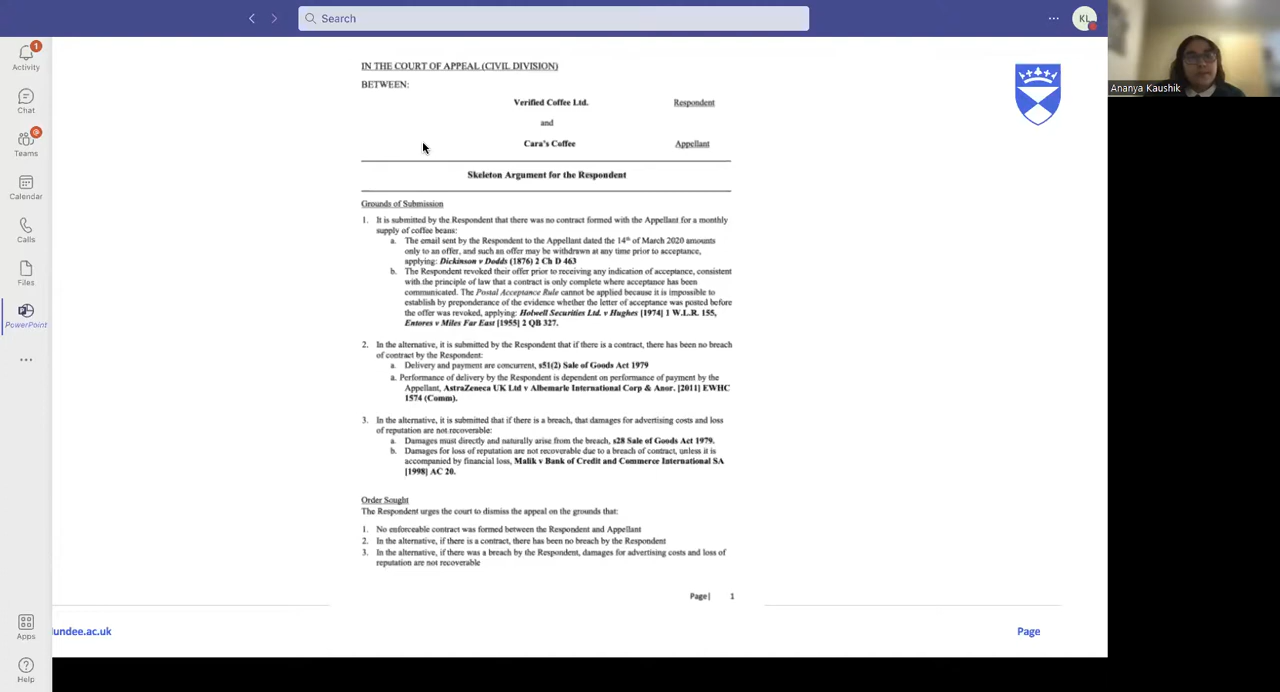 Search
KL
1
Activity
Chat
Teams
Calendar
Calls
Files
PowerPoint
Apps
Help
IN THE COURT OF APPEAL (CIVIL DIVISION)
BETWEEN:
Verified Coffee Ltd. Respondent
and
Cara's Coffee Appellant
Skeleton Argument for the Respondent
Grounds of Submission
1. It is submitted by the Respondent that there was no contract formed with the Appellant for a monthly
supply of coffee beans:
a. The email sent by the Respondent to the Appellant dated the 14th of March 2020 amounts
only to an offer, and such an offer may be withdrawn at any time prior to acceptance,
applying: Dickinson v Dodds (1876) 2 Ch D 463
b. The Respondent revoked their offer prior to receiving any indication of acceptance, consistent
with the principle of law that a contract is only complete where acceptance has been
communicated. The Postal Acceptance Rule cannot be applied because it is impossible to
establish by preponderance of the evidence whether the letter of acceptance was posted before
the offer was revoked, applying: Holwell Securities Ltd. v Hughes [1974] 1 W.L.R. 155,
Entores v Miles Far East [1955] 2 QB 327.
2. In the alternative, it is submitted by the Respondent that if there is a contract, there has been no breach
of contract by the Respondent:
a. Delivery and payment are concurrent, s51(2) Sale of Goods Act 1979
a. Performance of delivery by the Respondent is dependent on performance of payment by the
Appellant, AstraZeneca UK Ltd v Albemarle International Corp & Anor. [2011] EWHC
1574 (Comm).
3. In the alternative, it is submitted that if there is a breach, that damages for advertising costs and loss
of reputation are not recoverable:
a. Damages must directly and naturally arise from the breach, s28 Sale of Goods Act 1979.
b. Damages for loss of reputation are not recoverable due to a breach of contract, unless it is
accompanied by financial loss, Malik v Bank of Credit and Commerce International SA
[1998] AC 20.
Order Sought
The Respondent urges the court to dismiss the appeal on the grounds that:
1. No enforceable contract was formed between the Respondent and Appellant
2. In the alternative, if there is a contract, there has been no breach by the Respondent
3. In the alternative, if there was a breach by the Respondent, damages for advertising costs and loss of
reputation are not recoverable
Page| 1
undee.ac.uk
Page
Ananya Kaushik